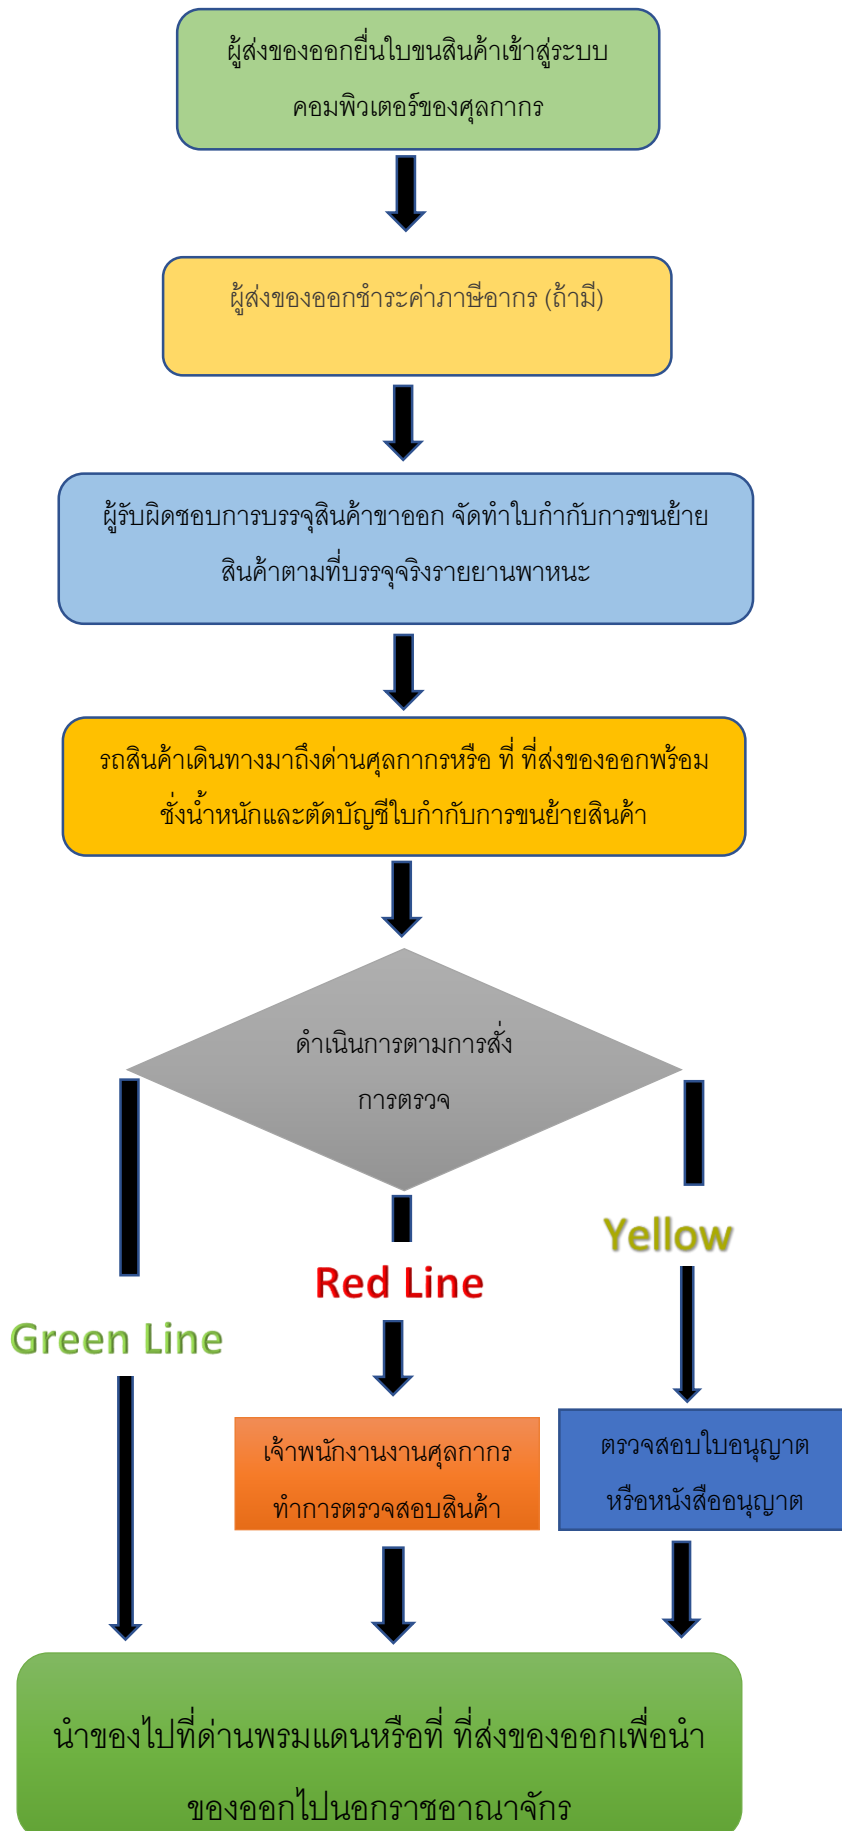 ผู้ส่งของออกยื่นใบขนสินค้าเข้าสู่ระบบ
คอมพิวเตอร์ของศุลกากร
ผู้ส่งของออกชำระค่าภาษีอากร (ถ้ามี)
ผู้รับผิดชอบการบรรจุสินค้าขาออก จัดทำใบกำกับการขนย้าย
สินค้าตามที่บรรจุจริงรายยานพาหนะ
รถสินค้าเดินทางมาถึงด่านศุลกากรหรือ ที่ ที่ส่งของออกพร้อม
ชั่งน้ำหนักและตัดบัญชีใบกำกับการขนย้ายสินค้า
ดำเนินการตามการสั่ง
การตรวจ
Yellow
Red Line
Green Line
เจ้าพนักงานงานศุลกากร
ทำการตรวจสอบสินค้า
ตรวจสอบใบอนุญาต
หรือหนังสืออนุญาต
นำของไปที่ด่านพรมแดนหรือที่ ที่ส่งของออกเพื่อนำ
ของออกไปนอกราชอาณาจักร